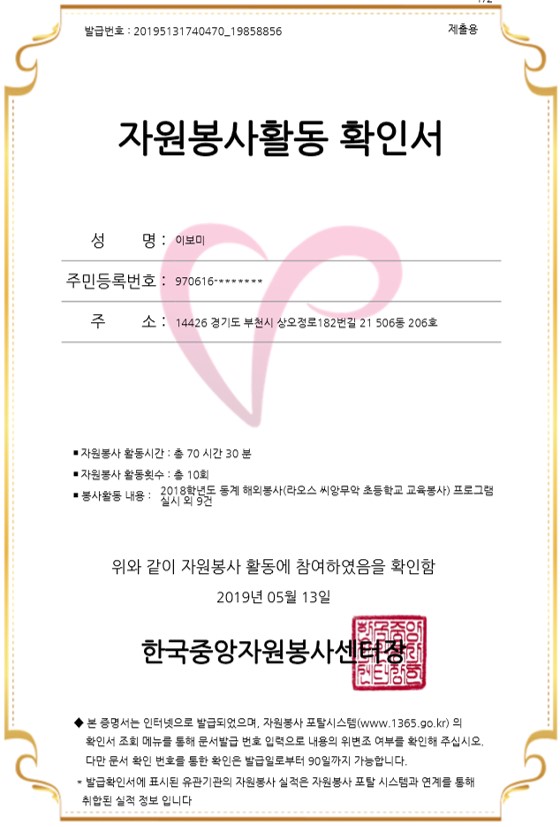 발급번호 : 20195131740470_19858856
제출용
자원봉사활동 확인서
성 명 : 이보미
주민등록번호 : 970616-*******
주 소 : 14426 경기도 부천시 상오정로182번길 21 506동 206호
■ 자원봉사 활동시간 : 총 70 시간 30 분
■ 자원봉사 활동횟수 : 총 10회
■ 봉사활동 내용 : 2018학년도 동계 해외봉사(라오스 씨앙무악 초등학교 교육봉사) 프로그램
실시 외 9건
위와 같이 자원봉사 활동에 참여하였음을 확인함
2019년 05월 13일
한국중앙자원봉사센터장
◆ 본 증명서는 인터넷으로 발급되었으며, 자원봉사 포탈시스템(www.1365.go.kr) 의
확인서 조회 메뉴를 통해 문서발급 번호 입력으로 내용의 위변조 여부를 확인해 주십시오.
다만 문서 확인 번호를 통한 확인은 발급일로부터 90일까지 가능합니다.
* 발급확인서에 표시된 유관기관의 자원봉사 실적은 자원봉사 포탈 시스템과 연계를 통해
취합된 실적 정보 입니다